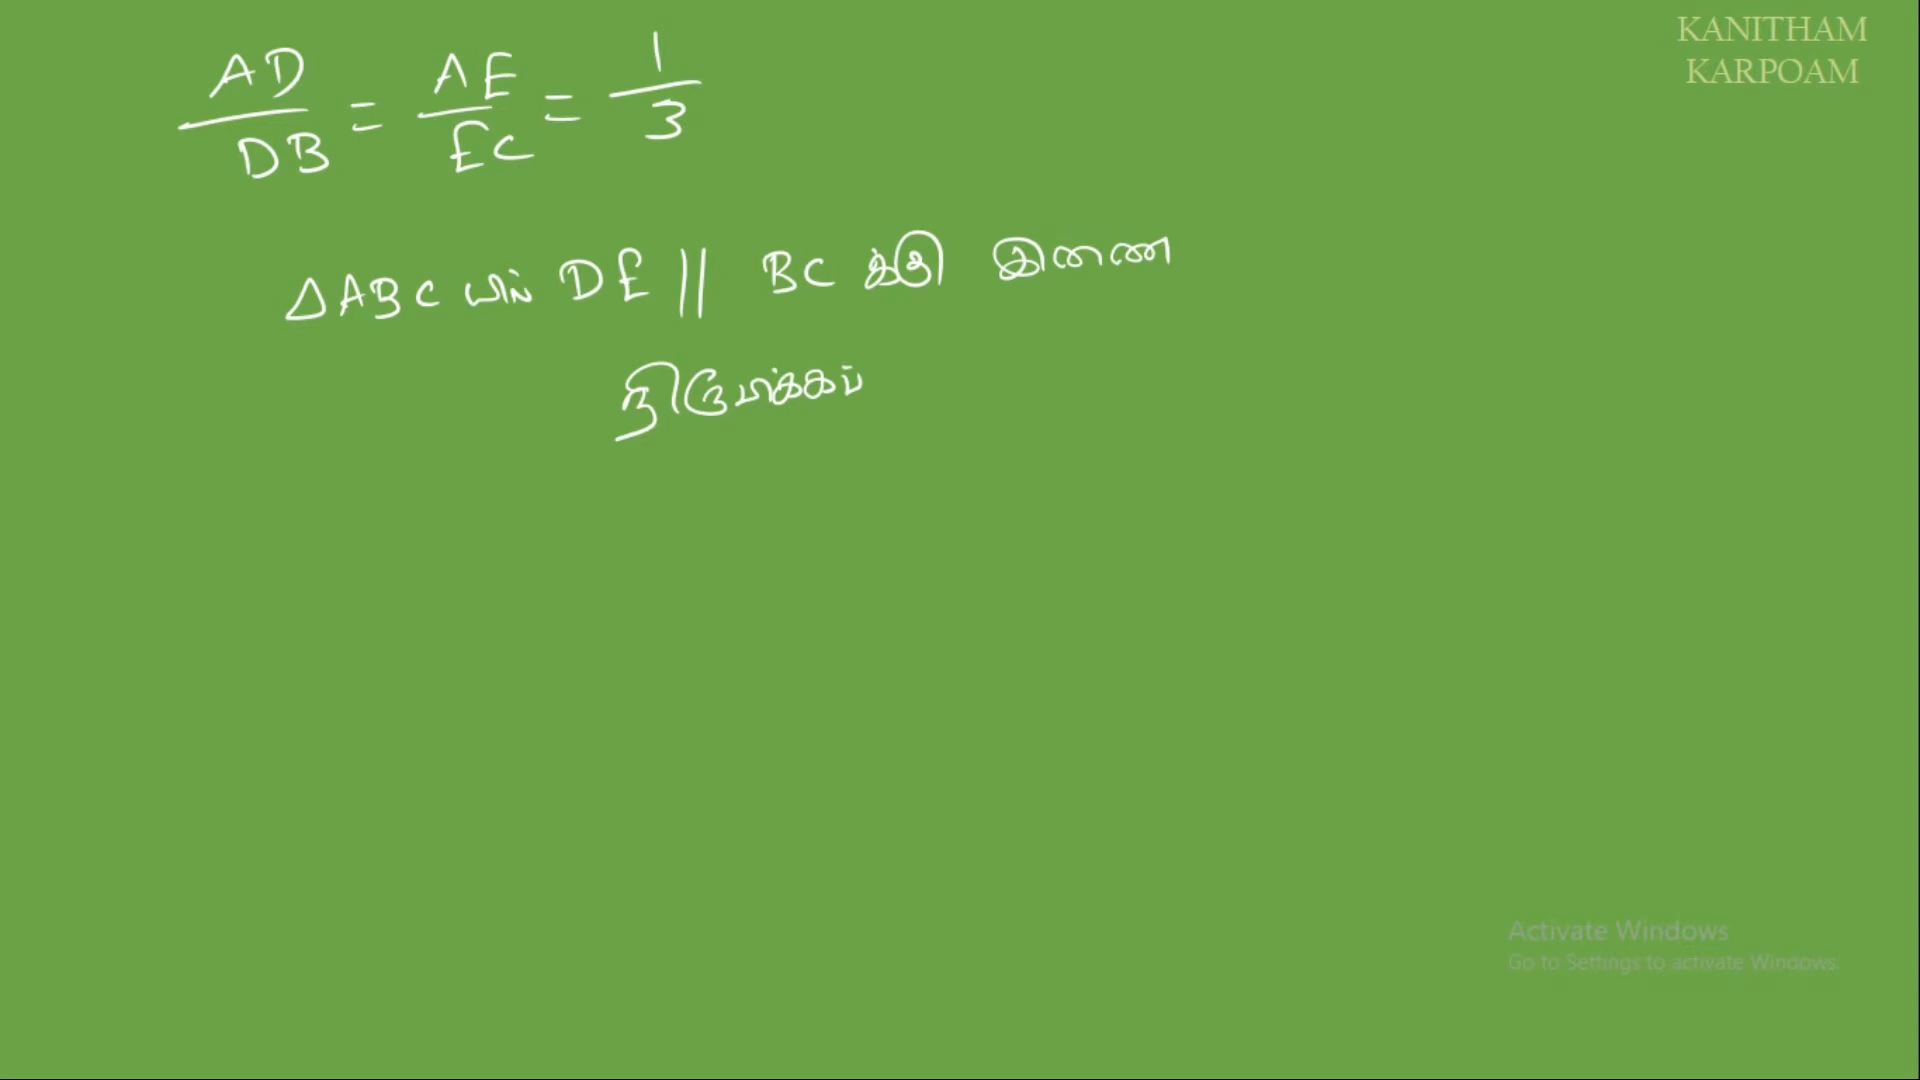 KANITHAM
KARPOAM
AD/DB = AE/EC = 1/3
ΔABC யில் DE || BC க்கு இணை
நிரூபிக்கப்
Activate Windows
Go to Settings to activate Windows.